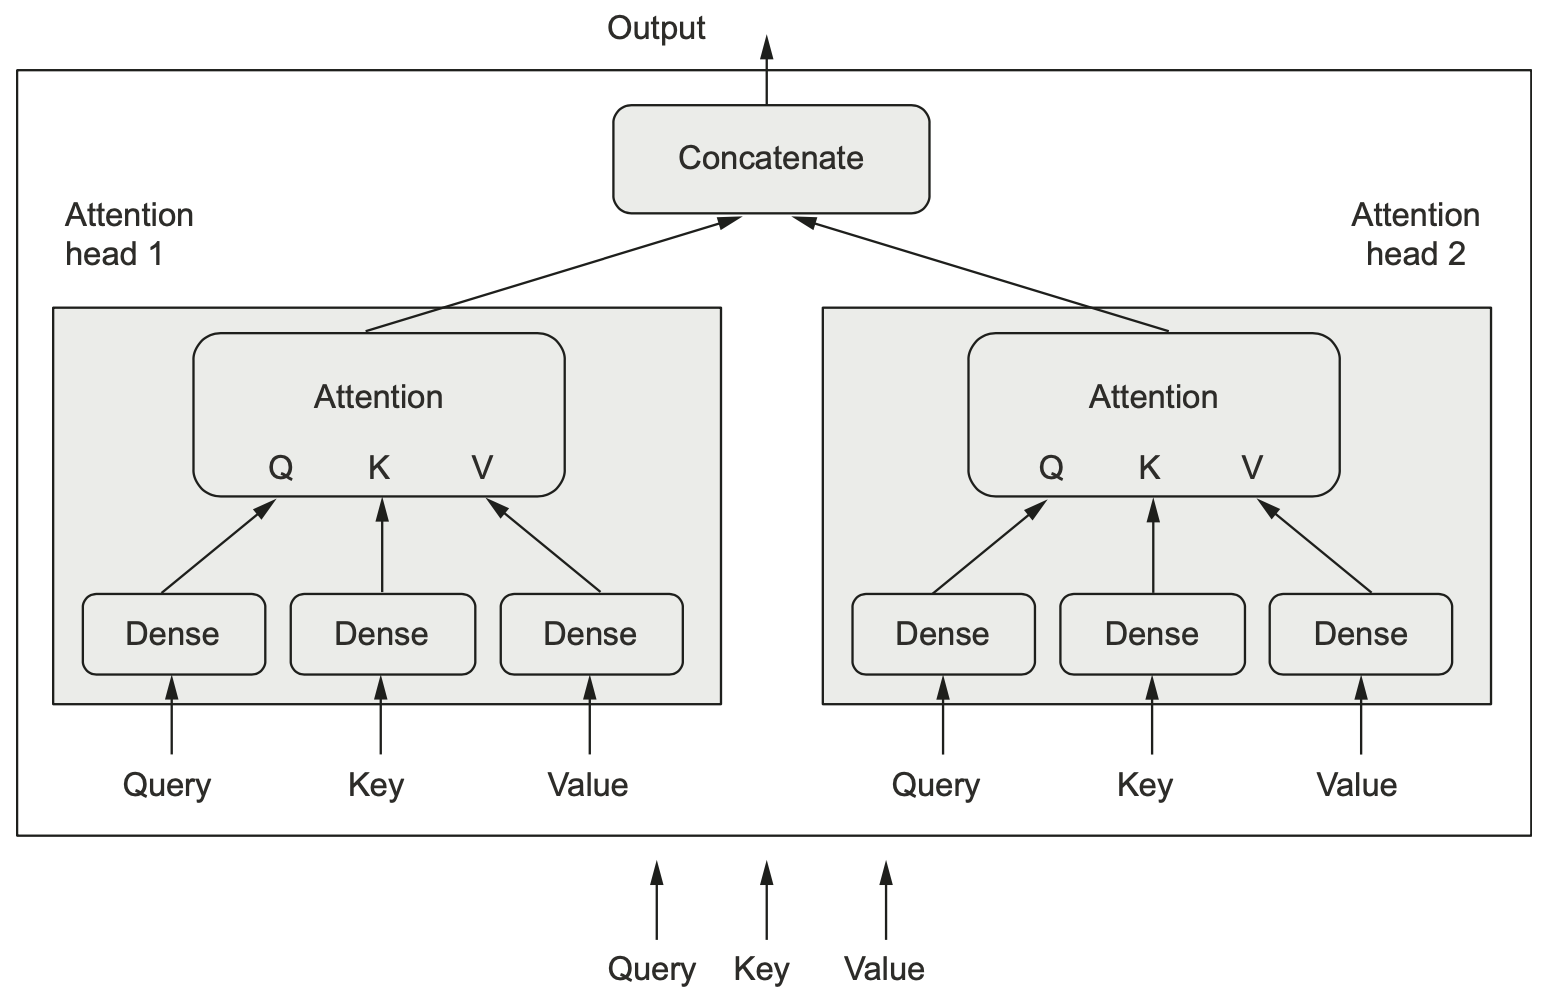 Output
Concatenate
Attention
head 1
Attention
head 2
Attention
Q K V
Attention
Q K V
Dense Dense Dense
Dense Dense Dense
Query Key Value
Query Key Value
Query Key Value